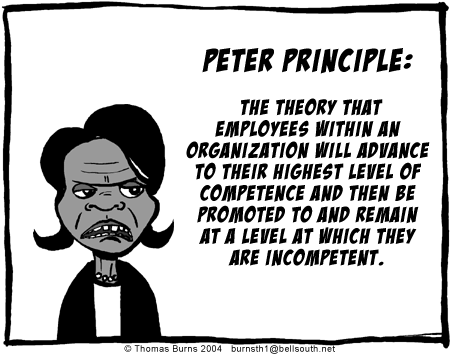 PETER PRINCIPLE:
THE THEORY THAT
EMPLOYEES WITHIN AN
ORGANIZATION WILL ADVANCE
TO THEIR HIGHEST LEVEL OF
COMPETENCE AND THEN BE
PROMOTED TO AND REMAIN
AT A LEVEL AT WHICH THEY
ARE INCOMPETENT.
© Thomas Burns 2004 burnsth1@bellsouth.net